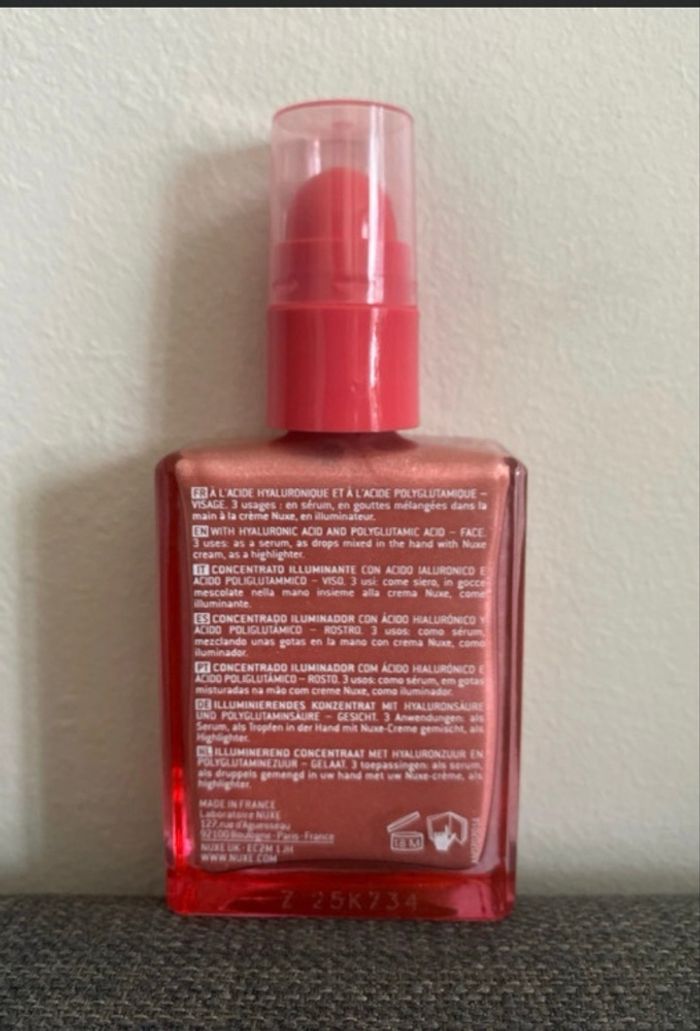 FR À L'ACIDE HYALURONIQUE ET À L'ACIDE POLYGLUTAMIQUE –
VISAGE. 3 usages : en sérum, en gouttes mélangées dans la
main à la crème Nuxe, en illuminateur.
EN WITH HYALURONIC ACID AND POLYGLUTAMIC ACID – FACE.
3 uses: as a serum, as drops mixed in the hand with Nuxe
cream, as a highlighter.
IT CONCENTRATO ILLUMINANTE CON ACIDO IALURONICO E
ACIDO POLIGLUTAMMICO – VISO. 3 usi: come siero, in gocce
mescolate nella mano insieme alla crema Nuxe, come
illuminante.
ES CONCENTRADO ILUMINADOR CON ÁCIDO HIALURÓNICO Y
ÁCIDO POLIGLUTÁMICO – ROSTRO. 3 usos: como sérum,
mezclando unas gotas en la mano con crema Nuxe, como
iluminador.
PT CONCENTRADO ILUMINADOR COM ÁCIDO HIALURÔNICO E
ÁCIDO POLIGLUTÂMICO – ROSTO. 3 usos: como sérum, em gotas
misturadas na mão com creme Nuxe, como iluminador.
DE ILLUMINIERENDES KONZENTRAT MIT HYALURONSÄURE
UND POLYGLUTAMINSÄURE – GESICHT. 3 Anwendungen: als
Serum, als Tropfen in der Hand mit Nuxe-Creme gemischt, als
Highlighter.
NL ILLUMINEREND CONCENTRAAT MET HYALURONZUUR EN
POLYGLUTAMINEZUUR – GELAAT. 3 toepassingen: als serum,
als druppels gemengd in uw hand met uw Nuxe-crème, als
highlighter.
MADE IN FRANCE
Laboratoire NUXE
127, rue d'Aguesseau
92100 Boulogne - Paris - France
NUXE UK - EC2M 1JH
WWW.NUXE.COM
18 M
Z 25K734